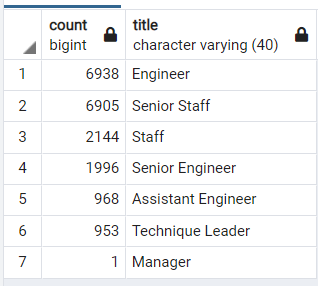 count title
bigint character varying (40)
1 6938 Engineer
2 6905 Senior Staff
3 2144 Staff
4 1996 Senior Engineer
5 968 Assistant Engineer
6 953 Technique Leader
7 1 Manager